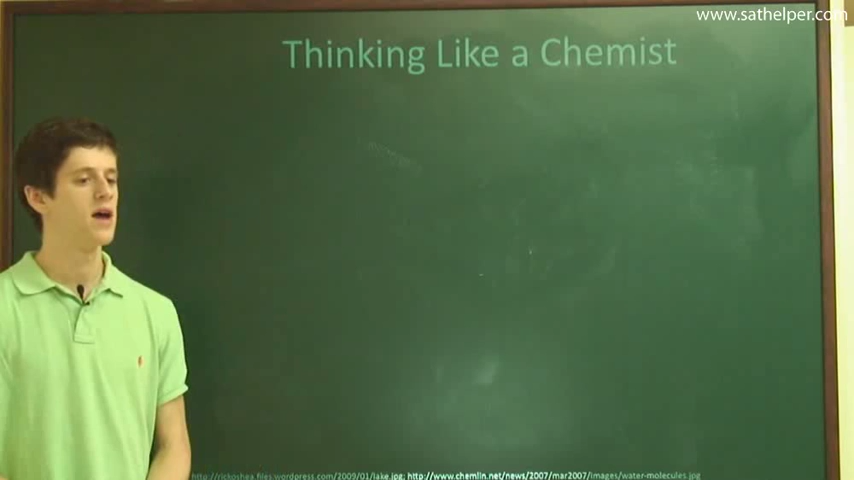 www.sathelper.com
Thinking Like a Chemist
http://rickoshea.files.wordpress.com/2009/01/lake.jpg; http://www.chemlin.net/news/2007/mar2007/images/water-molecules.jpg